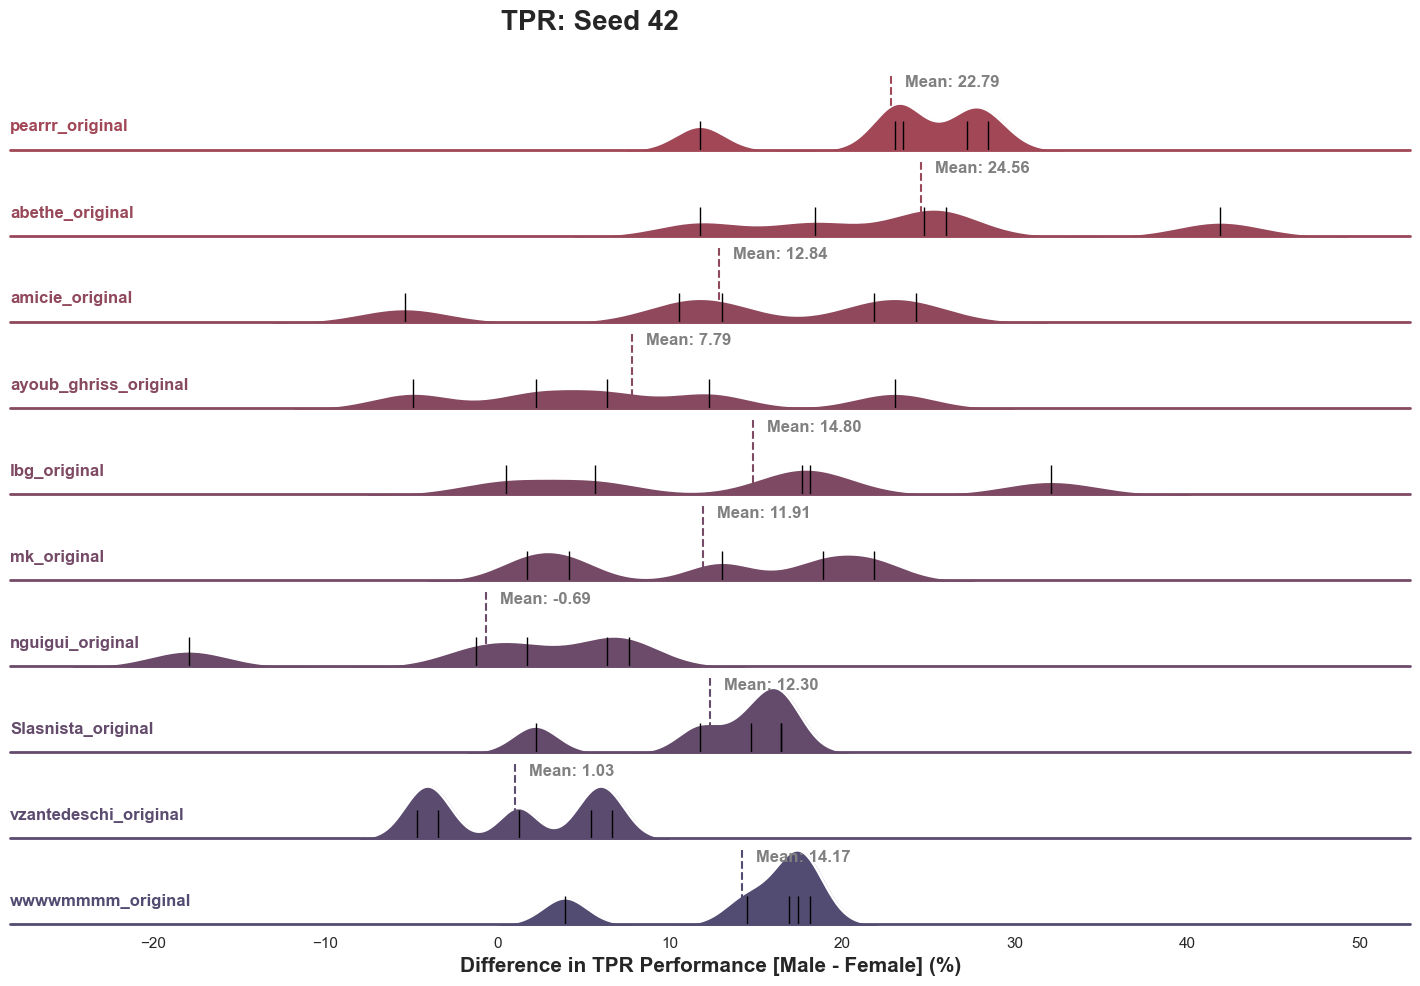 TPR: Seed 42
Mean: 22.79
pearrr_original
Mean: 24.56
abethe_original
Mean: 12.84
amicie_original
Mean: 7.79
ayoub_ghriss_original
Mean: 14.80
lbg_original
Mean: 11.91
mk_original
Mean: -0.69
nguigui_original
Mean: 12.30
Slasnista_original
Mean: 1.03
vzantedeschi_original
Mean: 14.17
wwwwmmmm_original
−20 −10 0 10 20 30 40 50
Difference in TPR Performance [Male - Female] (%)